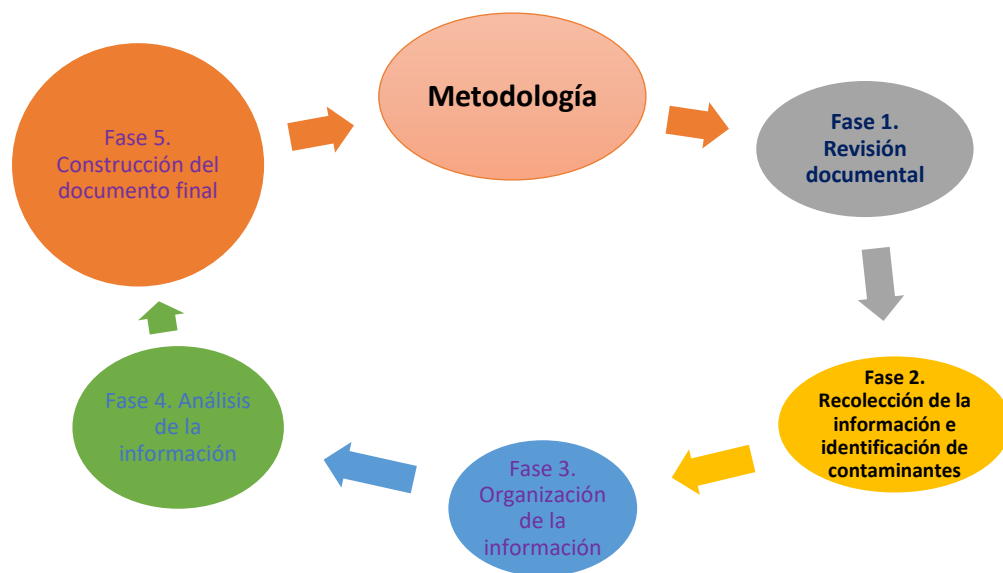 Metodología
Fase 1.
Revisión
documental
Fase 2.
Recolección de la
información e
identificación de
contaminantes
Fase 3.
Organización
de la
información
Fase 4. Análisis
de la
información
Fase 5.
Construcción del
documento final